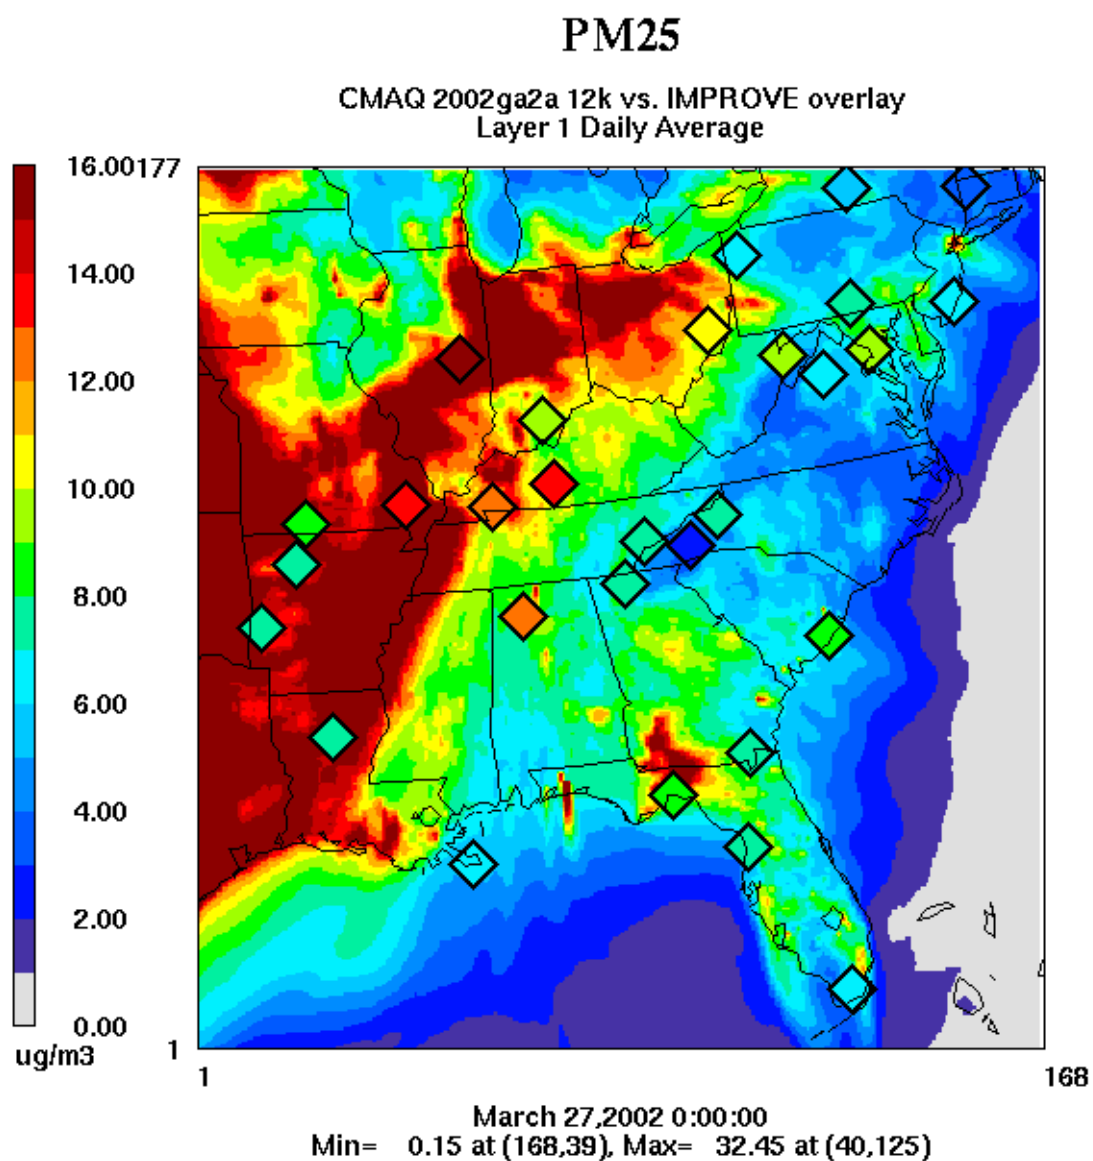 PM25
CMAQ 2002ga2a 12k vs. IMPROVE overlay
Layer 1 Daily Average
16.00
177
14.00
12.00
10.00
8.00
6.00
4.00
2.00
0.00
ug/m3
1
1
168
March 27,2002 0:00:00
Min= 0.15 at (168,39), Max= 32.45 at (40,125)